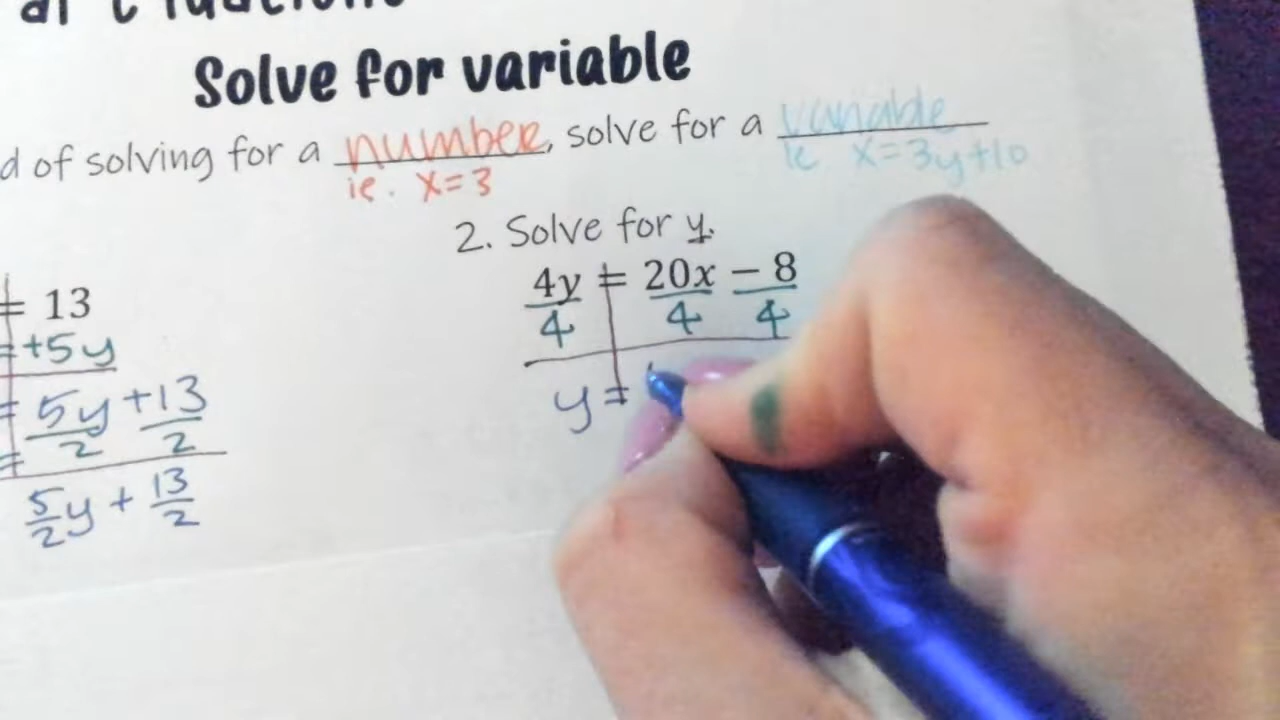 Solve for variable
d of solving for a number, solve for a variable
ie. x=3
ie x=3y+10
2. Solve for y.
4y = 20x − 8
4 4 4
y =
= 13
=+5y
= 5y +13
= 2 2
5/2 y + 13/2